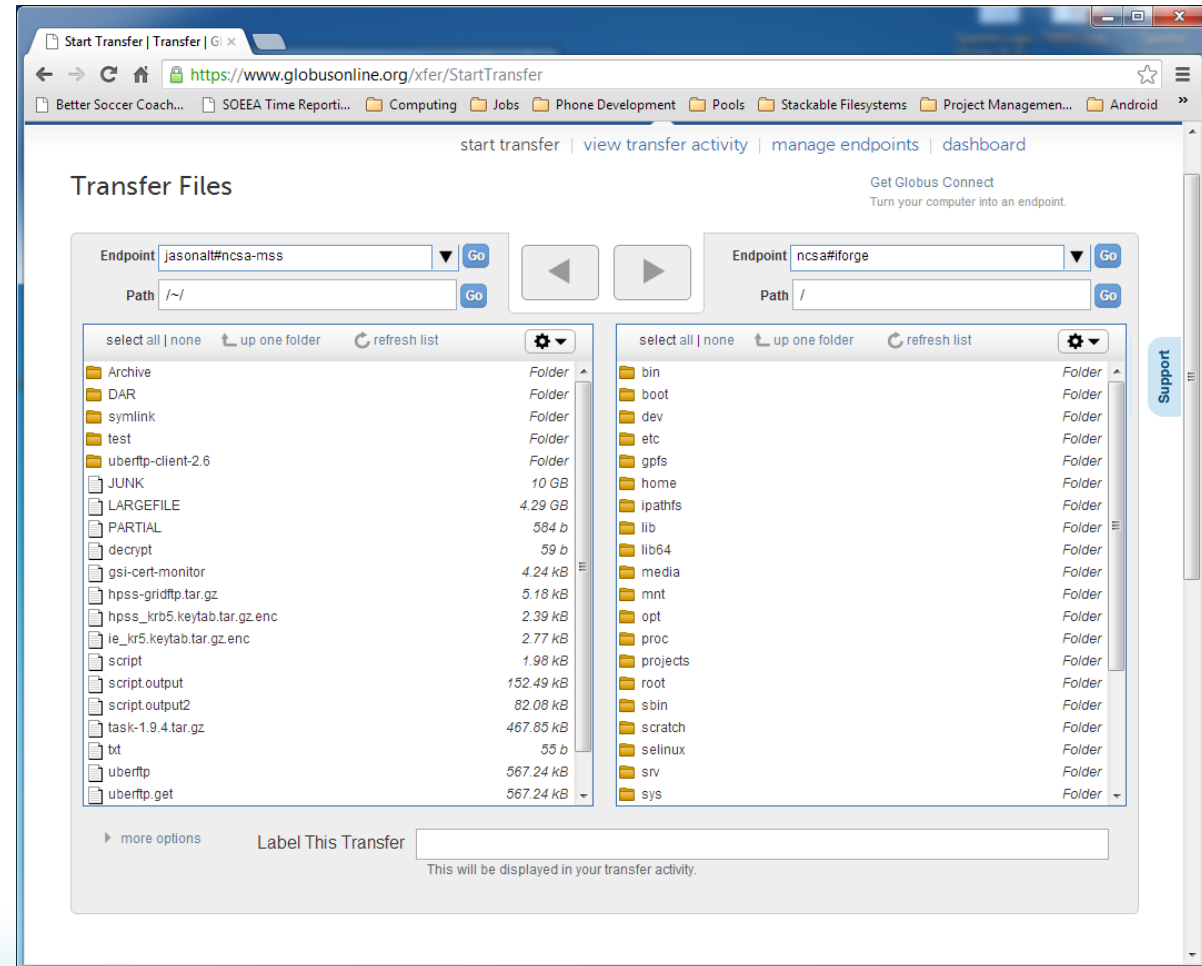 Start Transfer | Transfer | Gl
https://www.globusonline.org/xfer/StartTransfer
Better Soccer Coach... SOEEA Time Reporti... Computing Jobs Phone Development Pools Stackable Filesystems Project Managemen... Android »
start transfer | view transfer activity | manage endpoints | dashboard
Transfer Files
Get Globus Connect
Turn your computer into an endpoint.
Endpoint jasonalt#ncsa-mss Go
Path /~/ Go
Endpoint ncsa#iforge Go
Path / Go
select all | none up one folder refresh list
Archive Folder
DAR Folder
symlink Folder
test Folder
uberftp-client-2.6 Folder
JUNK 10 GB
LARGEFILE 4.29 GB
PARTIAL 584 b
decrypt 59 b
gsi-cert-monitor 4.24 kB
hpss-gridftp.tar.gz 5.18 kB
hpss_krb5.keytab.tar.gz.enc 2.39 kB
ie_kr5.keytab.tar.gz.enc 2.77 kB
script 1.98 kB
script.output 152.49 kB
script.output2 82.08 kB
task-1.9.4.tar.gz 467.85 kB
txt 55 b
uberftp 567.24 kB
uberftp.get 567.24 kB
select all | none up one folder refresh list
bin Folder
boot Folder
dev Folder
etc Folder
gpfs Folder
home Folder
ipathfs Folder
lib Folder
lib64 Folder
media Folder
mnt Folder
opt Folder
proc Folder
projects Folder
root Folder
sbin Folder
scratch Folder
selinux Folder
srv Folder
sys Folder
Support
more options
Label This Transfer
This will be displayed in your transfer activity.